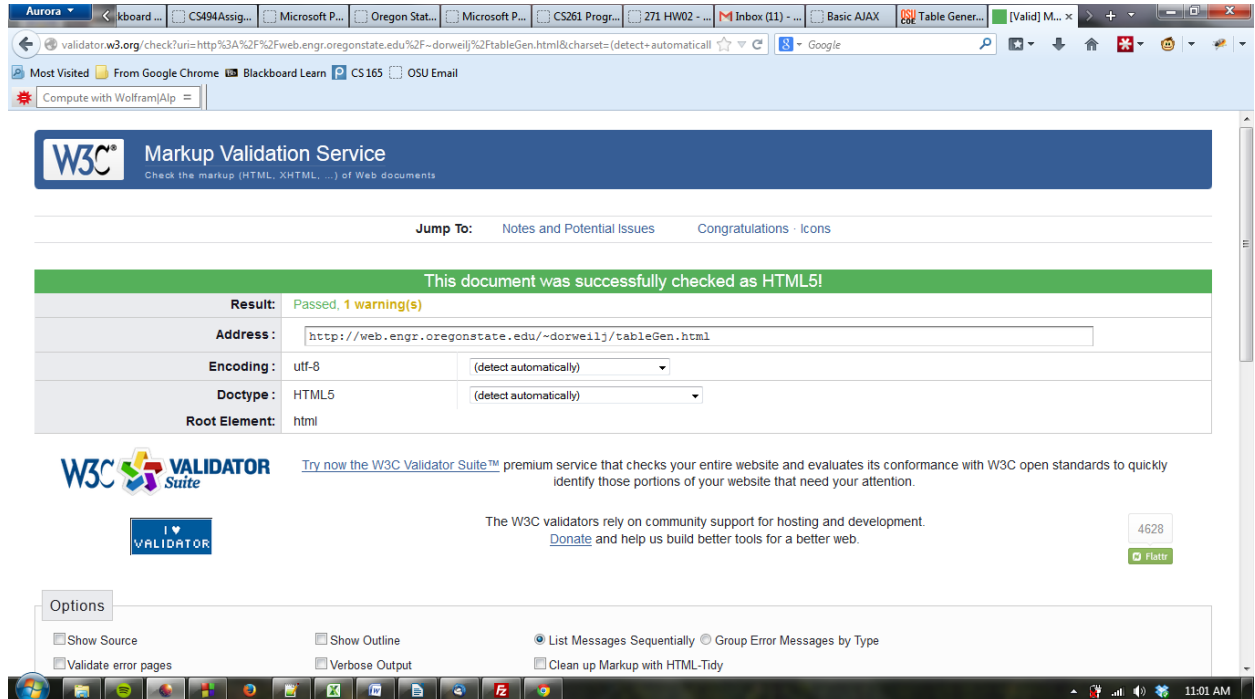 Aurora
kboard ...
CS494Assig...
Microsoft P...
Oregon Stat...
Microsoft P...
CS261 Progr...
271 HW02 - ...
Inbox (11) - ...
Basic AJAX
Table Gener...
[Valid] M...
validator.w3.org/check?uri=http%3A%2F%2Fweb.engr.oregonstate.edu%2F~dorweilj%2FtableGen.html&charset=(detect+automaticall
Google
Most Visited From Google Chrome Blackboard Learn CS 165 OSU Email
Compute with Wolfram|Alp =
W3C® Markup Validation Service
Check the markup (HTML, XHTML, ...) of Web documents
Jump To: Notes and Potential Issues Congratulations · Icons
This document was successfully checked as HTML5!
Result: Passed, 1 warning(s)
Address : http://web.engr.oregonstate.edu/~dorweilj/tableGen.html
Encoding : utf-8 (detect automatically)
Doctype : HTML5 (detect automatically)
Root Element: html
W3C VALIDATOR
Suite
Try now the W3C Validator Suite™ premium service that checks your entire website and evaluates its conformance with W3C open standards to quickly
identify those portions of your website that need your attention.
I ♥
VALIDATOR
The W3C validators rely on community support for hosting and development.
Donate and help us build better tools for a better web.
4628
Flattr
Options
Show Source Show Outline List Messages Sequentially Group Error Messages by Type
Validate error pages Verbose Output Clean up Markup with HTML-Tidy
11:01 AM